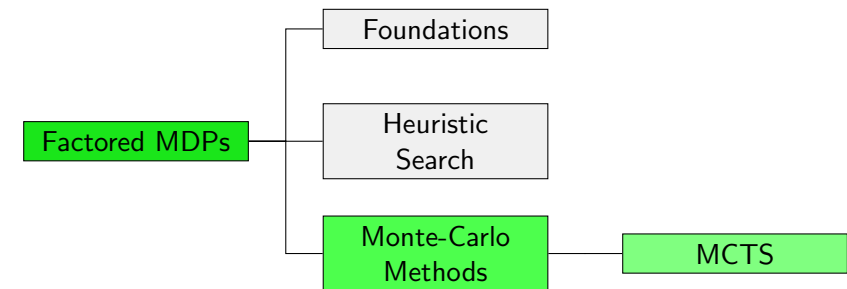 Foundations
Factored MDPs
Heuristic
Search
Monte-Carlo
Methods
MCTS